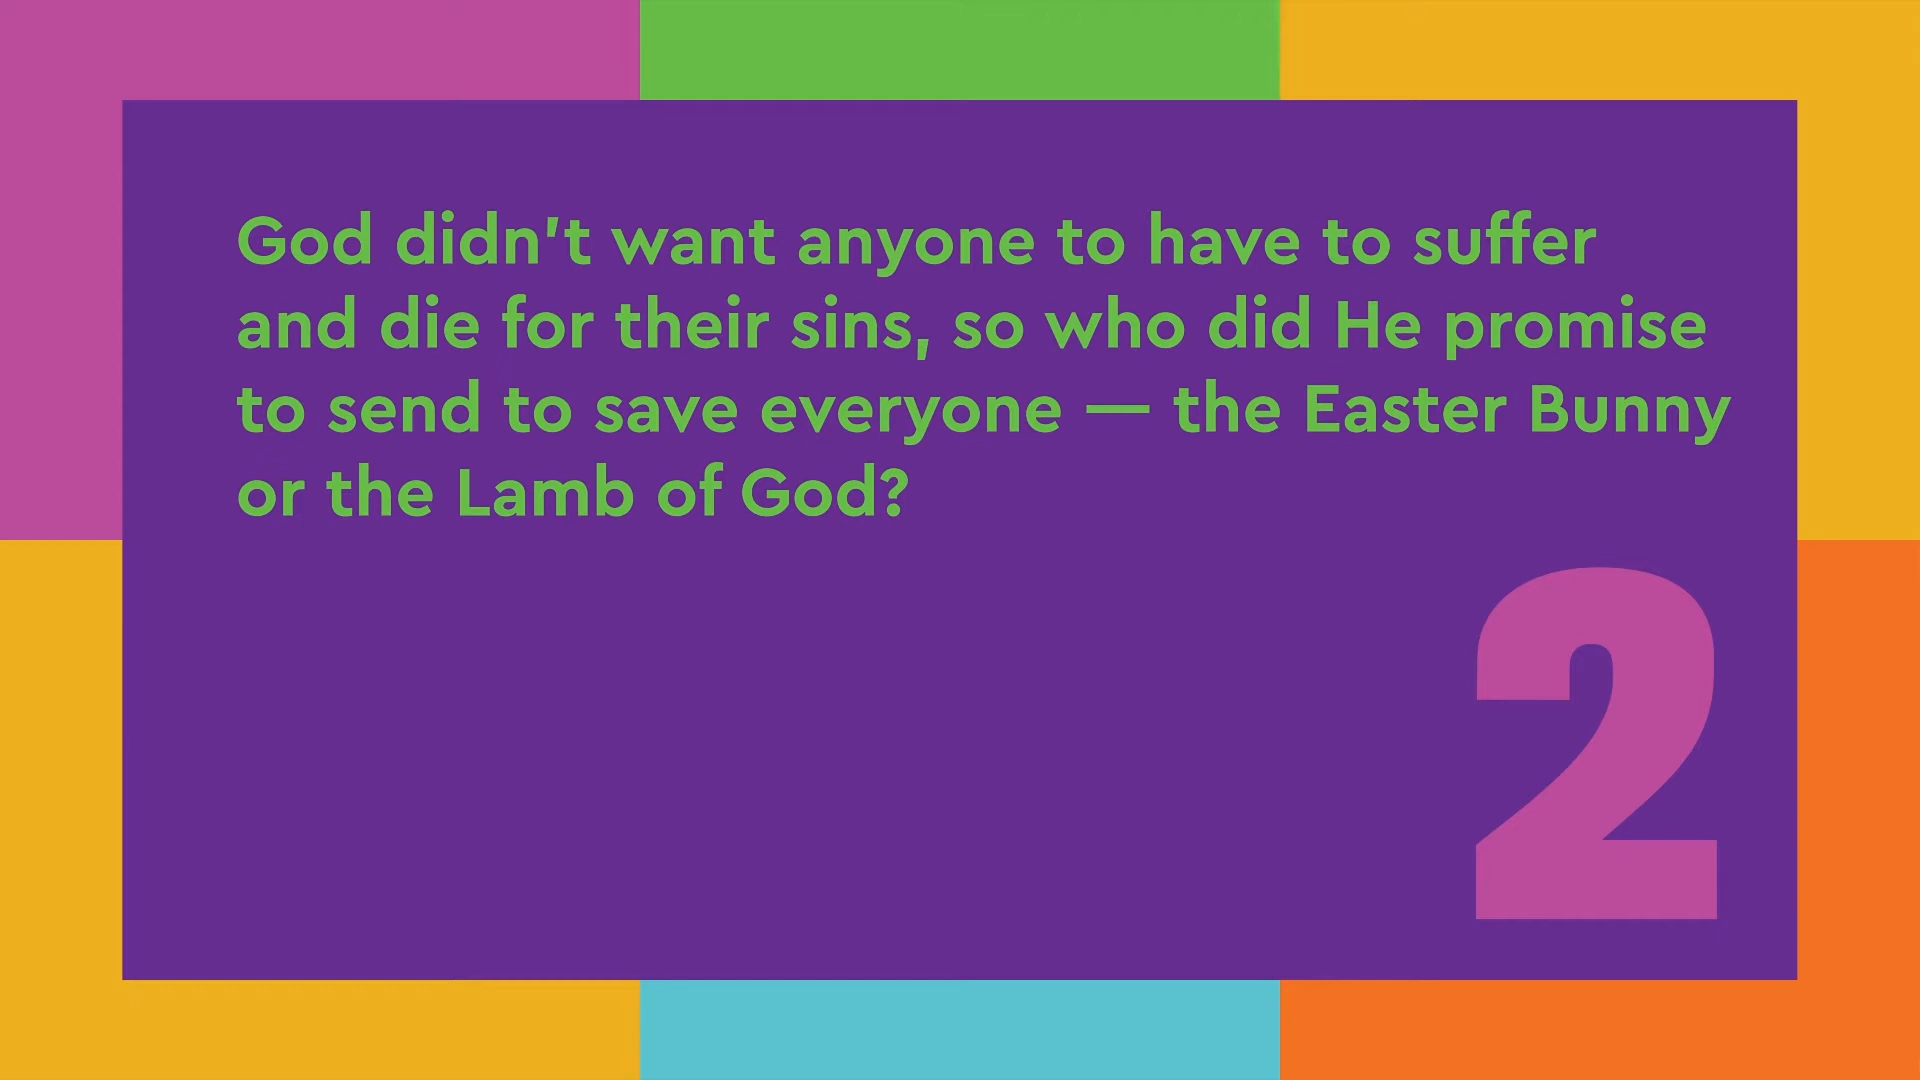 God didn't want anyone to have to suffer
and die for their sins, so who did He promise
to send to save everyone — the Easter Bunny
or the Lamb of God?
2